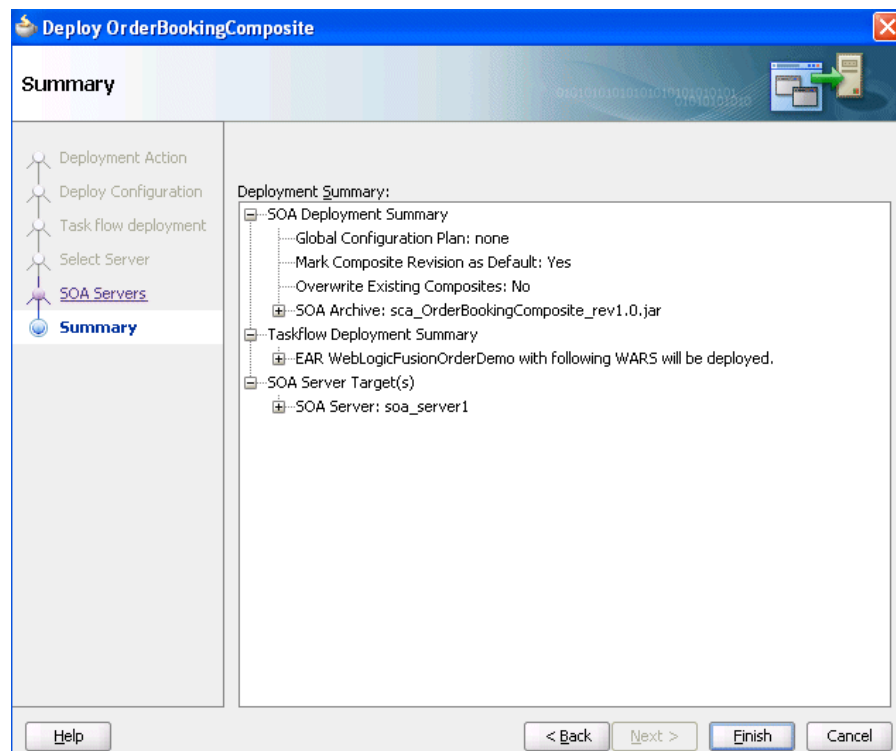 Deploy OrderBookingComposite
Summary
010101010101010101010101
01010101010
Deployment Action
Deploy Configuration
Task flow deployment
Select Server
SOA Servers
Summary
Deployment Summary:
SOA Deployment Summary
Global Configuration Plan: none
Mark Composite Revision as Default: Yes
Overwrite Existing Composites: No
SOA Archive: sca_OrderBookingComposite_rev1.0.jar
Taskflow Deployment Summary
EAR WebLogicFusionOrderDemo with following WARS will be deployed.
SOA Server Target(s)
SOA Server: soa_server1
Help
< Back
Next >
Finish
Cancel